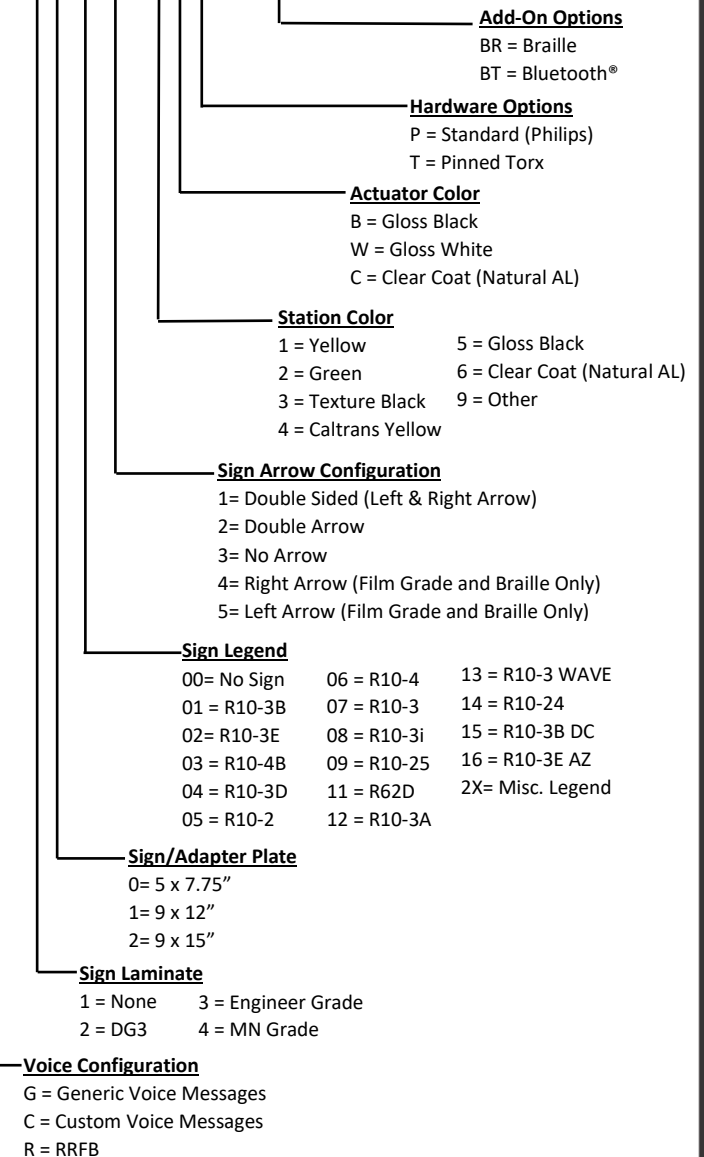 Add-On Options
BR = Braille
BT = Bluetooth®
Hardware Options
P = Standard (Philips)
T = Pinned Torx
Actuator Color
B = Gloss Black
W = Gloss White
C = Clear Coat (Natural AL)
Station Color
1 = Yellow 5 = Gloss Black
2 = Green 6 = Clear Coat (Natural AL)
3 = Texture Black 9 = Other
4 = Caltrans Yellow
Sign Arrow Configuration
1= Double Sided (Left & Right Arrow)
2= Double Arrow
3= No Arrow
4= Right Arrow (Film Grade and Braille Only)
5= Left Arrow (Film Grade and Braille Only)
Sign Legend
00= No Sign 06 = R10-4 13 = R10-3 WAVE
01 = R10-3B 07 = R10-3 14 = R10-24
02= R10-3E 08 = R10-3i 15 = R10-3B DC
03 = R10-4B 09 = R10-25 16 = R10-3E AZ
04 = R10-3D 11 = R62D 2X= Misc. Legend
05 = R10-2 12 = R10-3A
Sign/Adapter Plate
0= 5 x 7.75”
1= 9 x 12”
2= 9 x 15”
Sign Laminate
1 = None 3 = Engineer Grade
2 = DG3 4 = MN Grade
Voice Configuration
G = Generic Voice Messages
C = Custom Voice Messages
R = RRFB